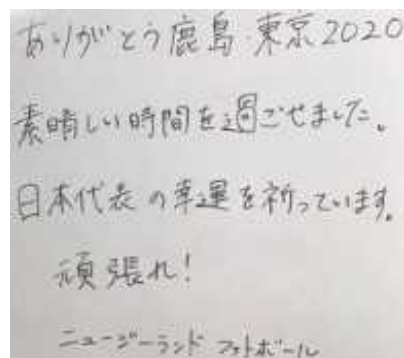 ありがとう鹿島・東京2020
素晴しい時間を過ごせました。
日本代表の幸運を祈っています。
頑張れ!
ニュージーランド フットボール